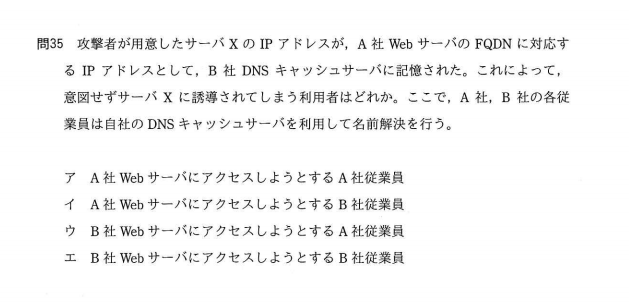 問35 攻撃者が用意したサーバ X の IP アドレスが，A 社 Web サーバの FQDN に対応す
る IP アドレスとして，B 社 DNS キャッシュサーバに記憶された。これによって，
意図せずサーバ X に誘導されてしまう利用者はどれか。ここで，A 社，B 社の各従
業員は自社の DNS キャッシュサーバを利用して名前解決を行う。
ア A 社 Web サーバにアクセスしようとする A 社従業員
イ A 社 Web サーバにアクセスしようとする B 社従業員
ウ B 社 Web サーバにアクセスしようとする A 社従業員
エ B 社 Web サーバにアクセスしようとする B 社従業員